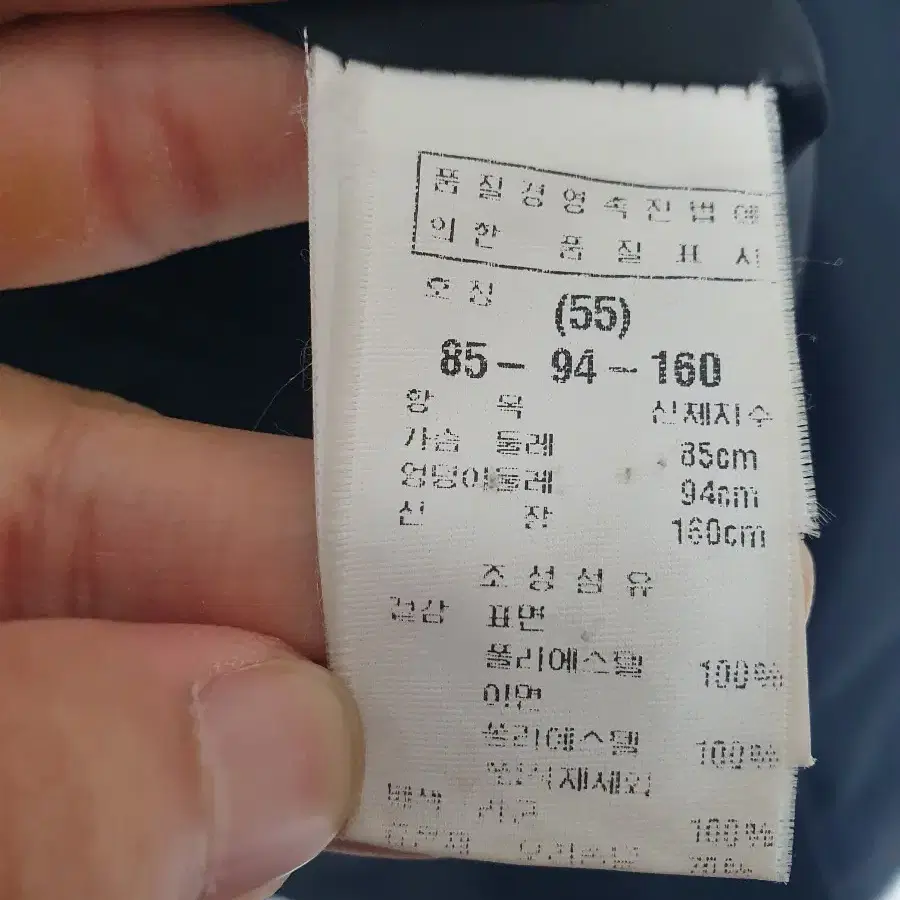 품질경영촉진법에
의한 품질표시
호칭 (55)
85- 94-160
항 목 신체치수
가슴 둘레 85cm
엉덩이둘레 94cm
신 장 160cm
조성섬유
겉감 표면
폴리에스텔 100%
이면
폴리에스텔 100%
배색 100%